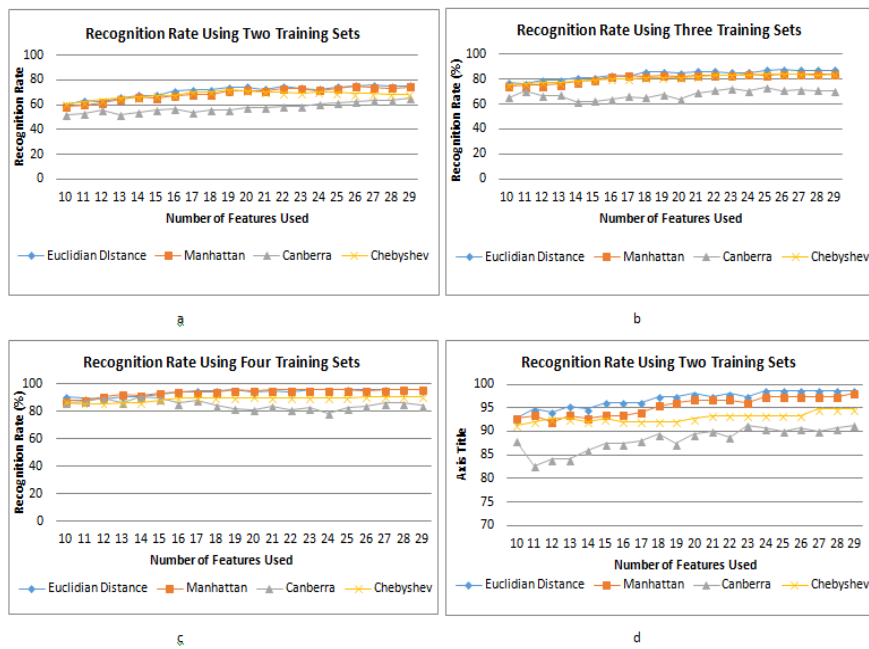 Recognition Rate Using Two Training Sets
Recognition Rate
100
80
60
40
20
0
10 11 12 13 14 15 16 17 18 19 20 21 22 23 24 25 26 27 28 29
Number of Features Used
Euclidian DIstance Manhattan Canberra Chebyshev
a
Recognition Rate Using Three Training Sets
Recognition Rate (%)
100
80
60
40
20
0
10 11 12 13 14 15 16 17 18 19 20 21 22 23 24 25 26 27 28 29
Number of Features Used
Euclidian Distance Manhattan Canberra Chebyshev
b
Recognition Rate Using Four Training Sets
Recognition Rate (%)
100
80
60
40
20
0
10 11 12 13 14 15 16 17 18 19 20 21 22 23 24 25 26 27 28 29
Number of Features Used
Euclidian Distance Manhattan Canberra Chebyshev
c
Recognition Rate Using Two Training Sets
Axis Title
100
95
90
85
80
75
70
10 11 12 13 14 15 16 17 18 19 20 21 22 23 24 25 26 27 28 29
Number of Features Used
Euclidian Distance Manhattan Canberra Chebyshev
d